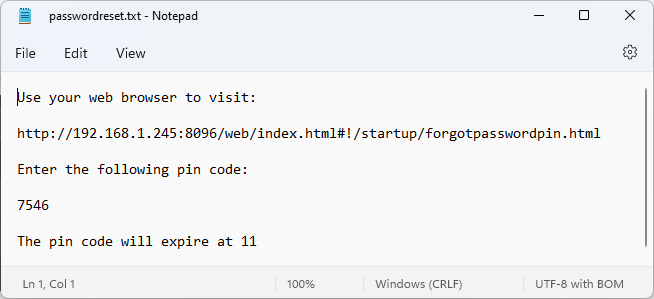 passwordreset.txt - Notepad
File Edit View
Use your web browser to visit:
http://192.168.1.245:8096/web/index.html#!/startup/forgotpasswordpin.html
Enter the following pin code:
7546
The pin code will expire at 11
Ln 1, Col 1 100% Windows (CRLF) UTF-8 with BOM